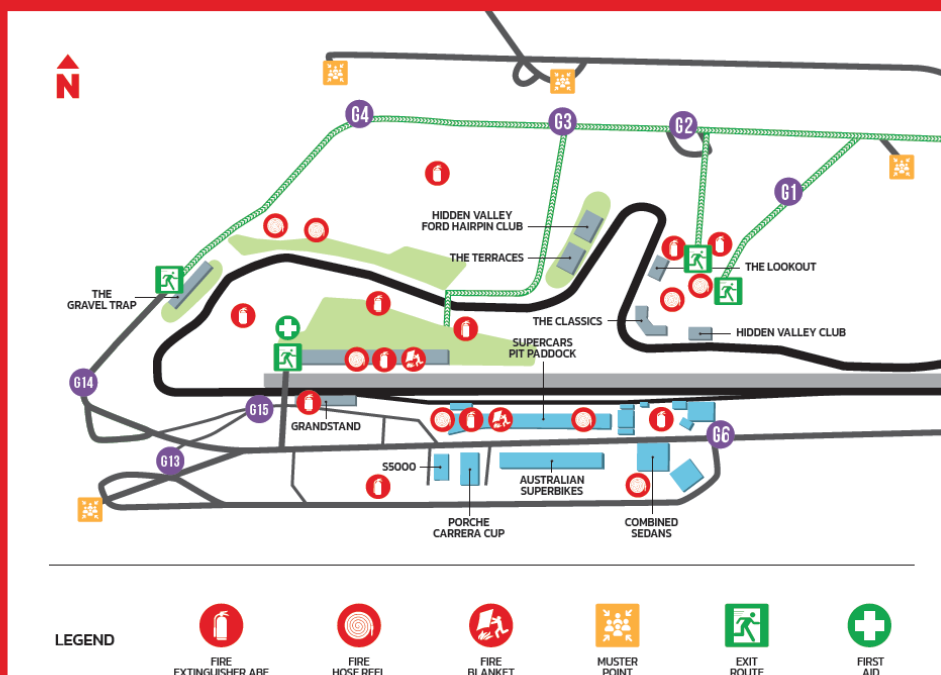 N
G4
G3
G2
G1
HIDDEN VALLEY
FORD HAIRPIN CLUB
THE TERRACES
THE LOOKOUT
THE
GRAVEL TRAP
THE CLASSICS
HIDDEN VALLEY CLUB
SUPERCARS
PIT PADDOCK
G14
G15
GRANDSTAND
G6
G13
S5000
AUSTRALIAN
SUPERBIKES
PORCHE
CARRERA CUP
COMBINED
SEDANS
LEGEND
FIRE
EXTINGUISHER ABE
FIRE
HOSE REEL
FIRE
BLANKET
MUSTER
POINT
EXIT
ROUTE
FIRST
AID